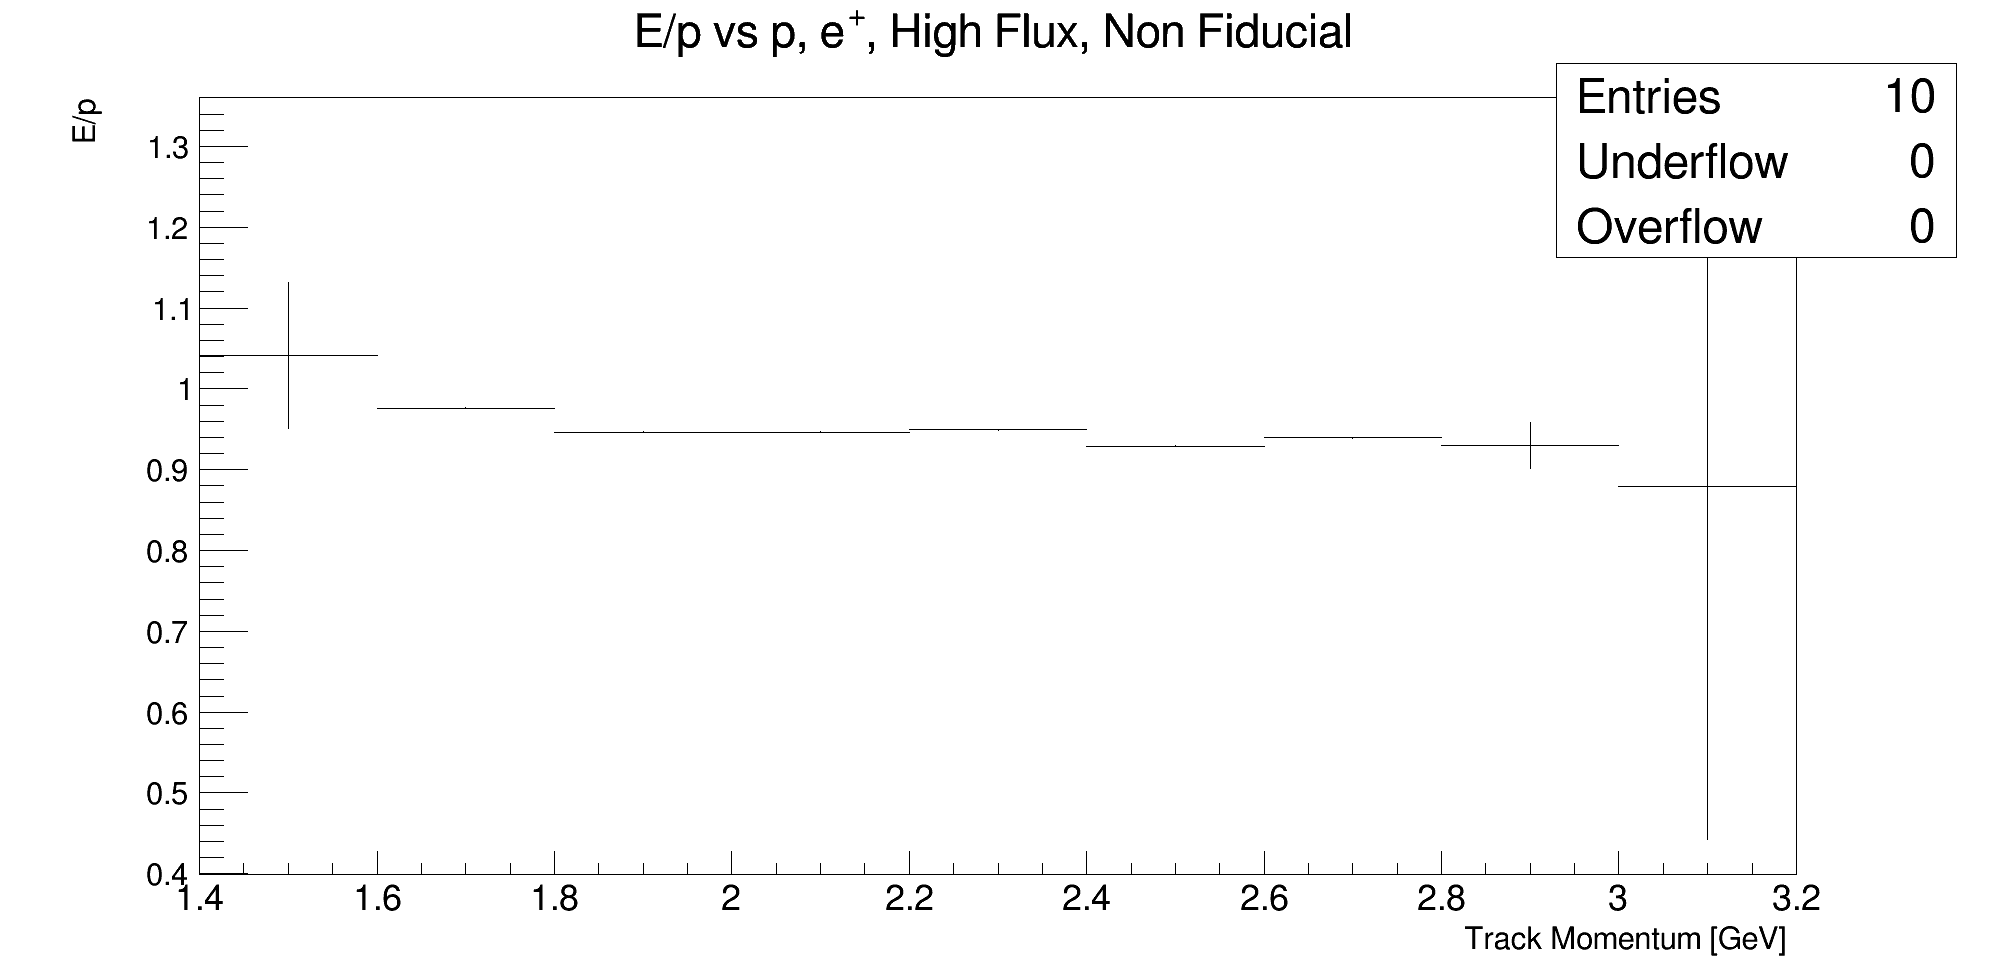 E/p vs p, e⁺, High Flux, Non Fiducial
Entries 10
Underflow 0
Overflow 0
E/p
1.3
1.2
1.1
1
0.9
0.8
0.7
0.6
0.5
0.4
1.4 1.6 1.8 2 2.2 2.4 2.6 2.8 3 3.2
Track Momentum [GeV]